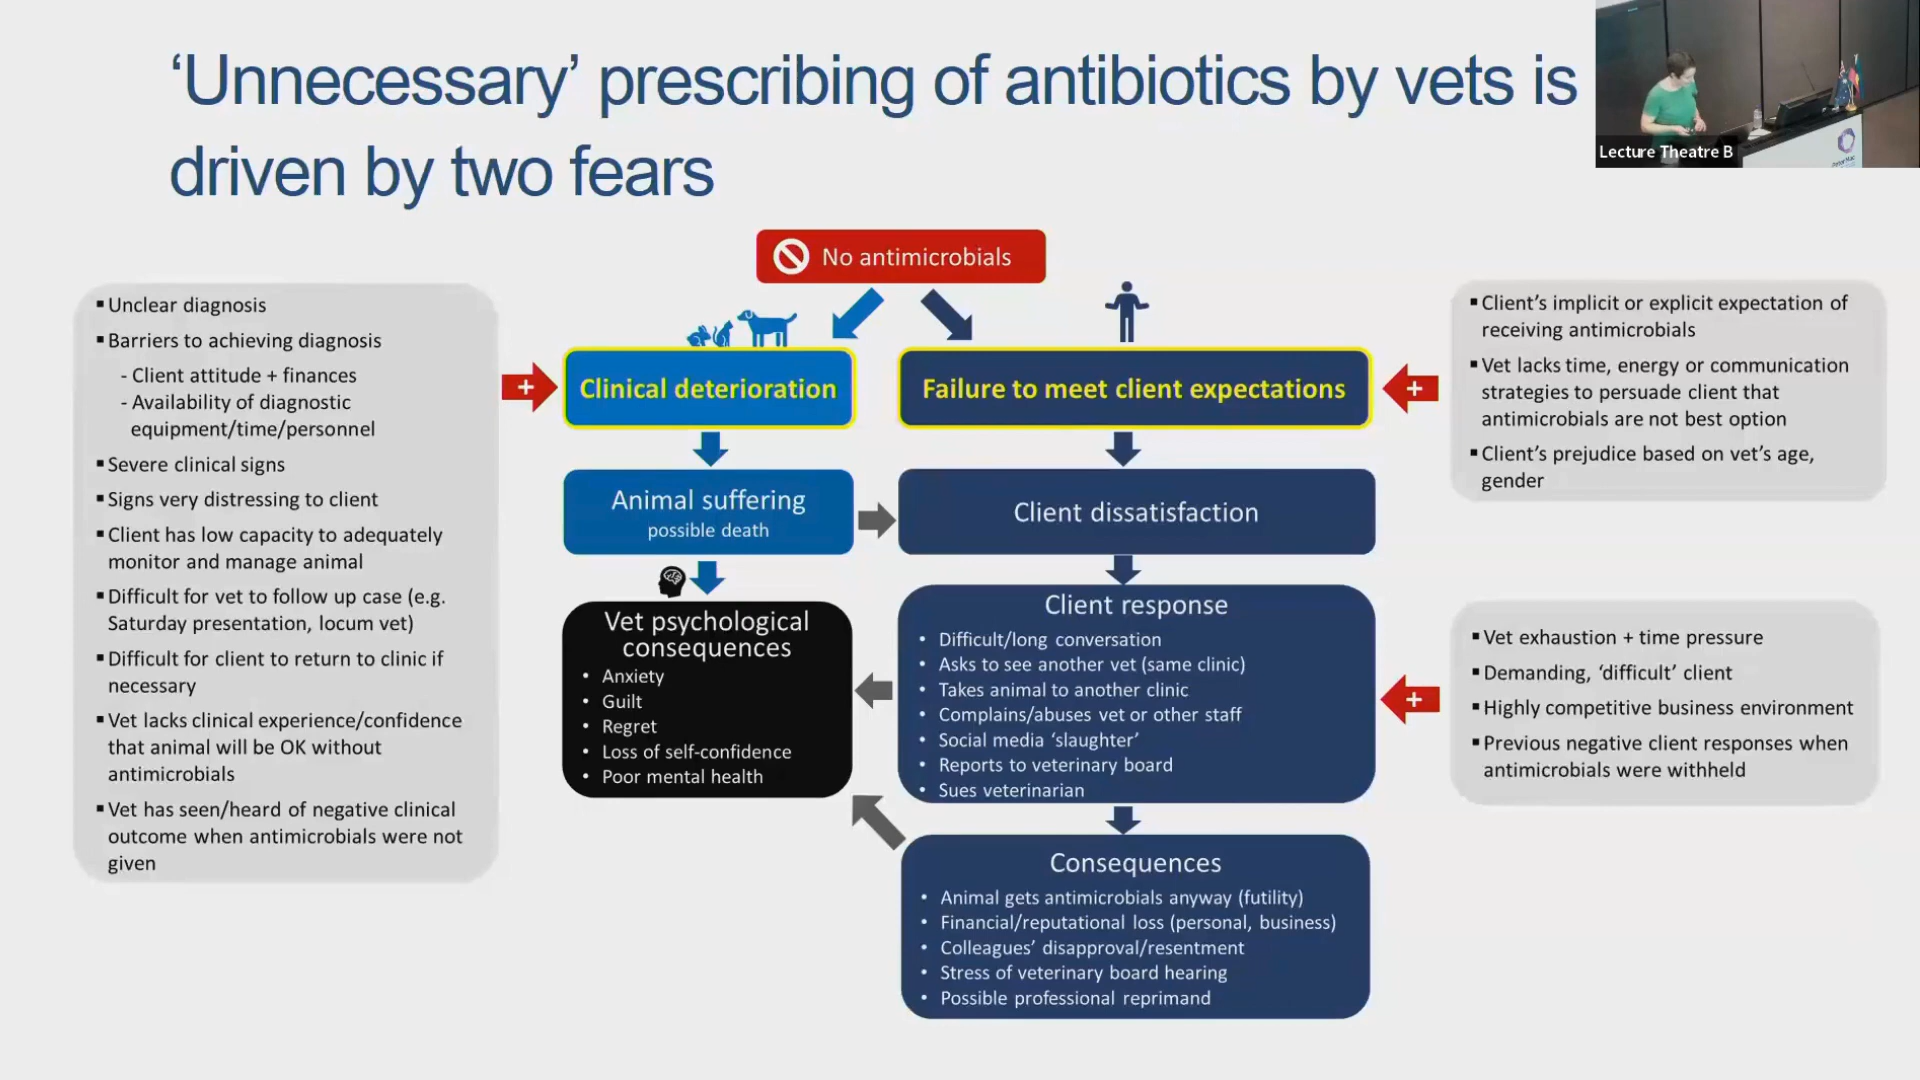 ‘Unnecessary’ prescribing of antibiotics by vets is
driven by two fears
Lecture Theatre B
No antimicrobials
▪ Unclear diagnosis
▪ Barriers to achieving diagnosis
- Client attitude + finances
- Availability of diagnostic
equipment/time/personnel
▪ Severe clinical signs
▪ Signs very distressing to client
▪ Client has low capacity to adequately
monitor and manage animal
▪ Difficult for vet to follow up case (e.g.
Saturday presentation, locum vet)
▪ Difficult for client to return to clinic if
necessary
▪ Vet lacks clinical experience/confidence
that animal will be OK without
antimicrobials
▪ Vet has seen/heard of negative clinical
outcome when antimicrobials were not
given
+
Clinical deterioration
Animal suffering
possible death
Vet psychological
consequences
• Anxiety
• Guilt
• Regret
• Loss of self-confidence
• Poor mental health
Failure to meet client expectations
Client dissatisfaction
Client response
• Difficult/long conversation
• Asks to see another vet (same clinic)
• Takes animal to another clinic
• Complains/abuses vet or other staff
• Social media ‘slaughter’
• Reports to veterinary board
• Sues veterinarian
Consequences
• Animal gets antimicrobials anyway (futility)
• Financial/reputational loss (personal, business)
• Colleagues’ disapproval/resentment
• Stress of veterinary board hearing
• Possible professional reprimand
+
▪ Client’s implicit or explicit expectation of
receiving antimicrobials
▪ Vet lacks time, energy or communication
strategies to persuade client that
antimicrobials are not best option
▪ Client’s prejudice based on vet’s age,
gender
+
▪ Vet exhaustion + time pressure
▪ Demanding, ‘difficult’ client
▪ Highly competitive business environment
▪ Previous negative client responses when
antimicrobials were withheld